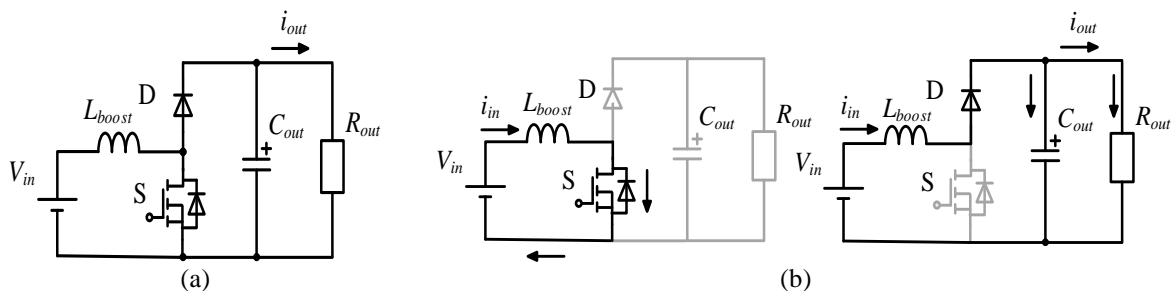 i_out
D
L_boost
C_out
+
R_out
V_in
S
(a)
i_in
L_boost
D
C_out
+
R_out
V_in
S
i_out
i_in
L_boost
D
C_out
+
R_out
V_in
S
(b)